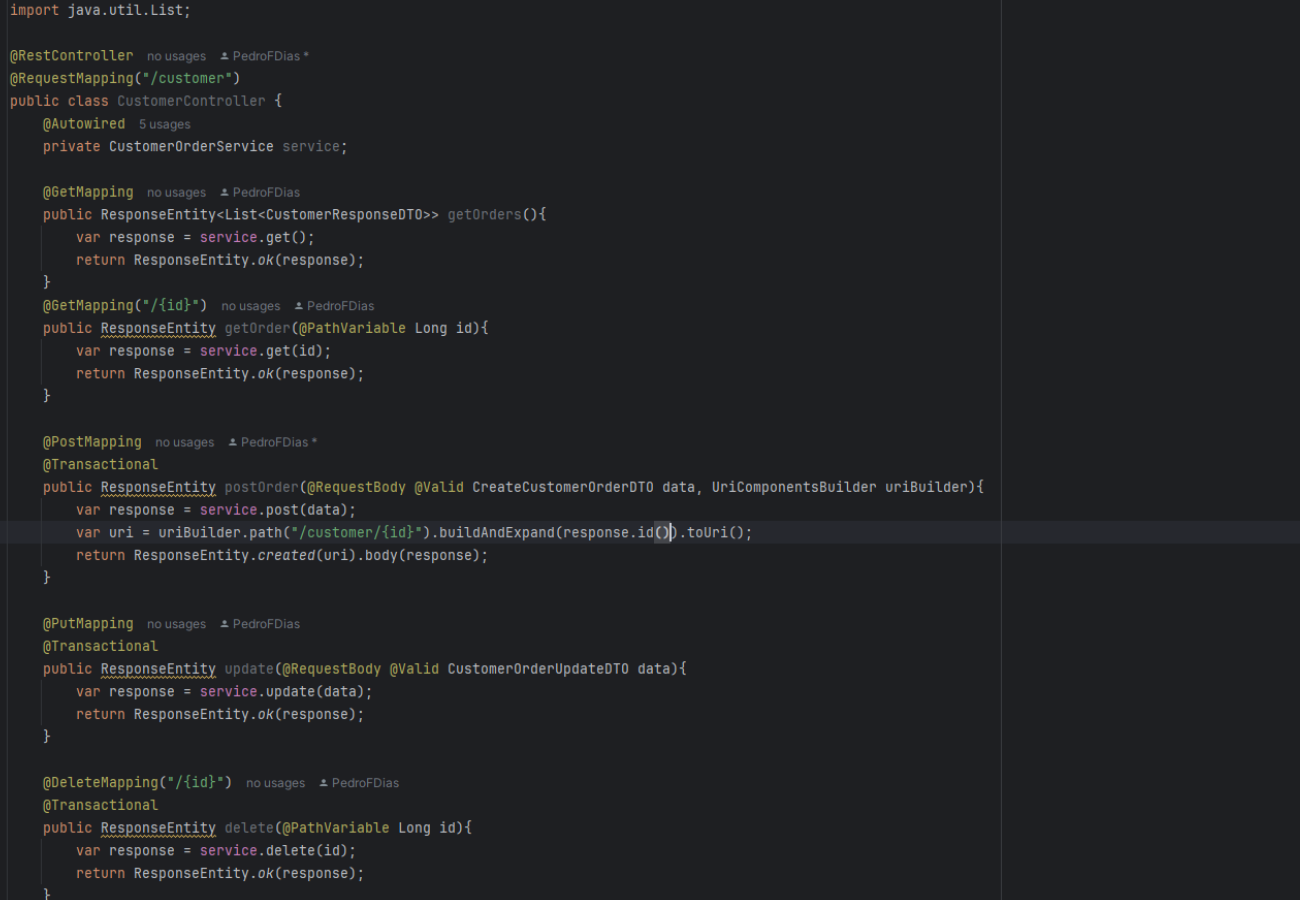 import java.util.List;
@RestController no usages PedroFDias *
@RequestMapping("/customer")
public class CustomerController {
@Autowired 5 usages
private CustomerOrderService service;
@GetMapping no usages PedroFDias
public ResponseEntity<List<CustomerResponseDTO>> getOrders(){
var response = service.get();
return ResponseEntity.ok(response);
}
@GetMapping("/{id}") no usages PedroFDias
public ResponseEntity getOrder(@PathVariable Long id){
var response = service.get(id);
return ResponseEntity.ok(response);
}
@PostMapping no usages PedroFDias *
@Transactional
public ResponseEntity postOrder(@RequestBody @Valid CreateCustomerOrderDTO data, UriComponentsBuilder uriBuilder){
var response = service.post(data);
var uri = uriBuilder.path("/customer/{id}").buildAndExpand(response.id()).toUri();
return ResponseEntity.created(uri).body(response);
}
@PutMapping no usages PedroFDias
@Transactional
public ResponseEntity update(@RequestBody @Valid CustomerOrderUpdateDTO data){
var response = service.update(data);
return ResponseEntity.ok(response);
}
@DeleteMapping("/{id}") no usages PedroFDias
@Transactional
public ResponseEntity delete(@PathVariable Long id){
var response = service.delete(id);
return ResponseEntity.ok(response);
}